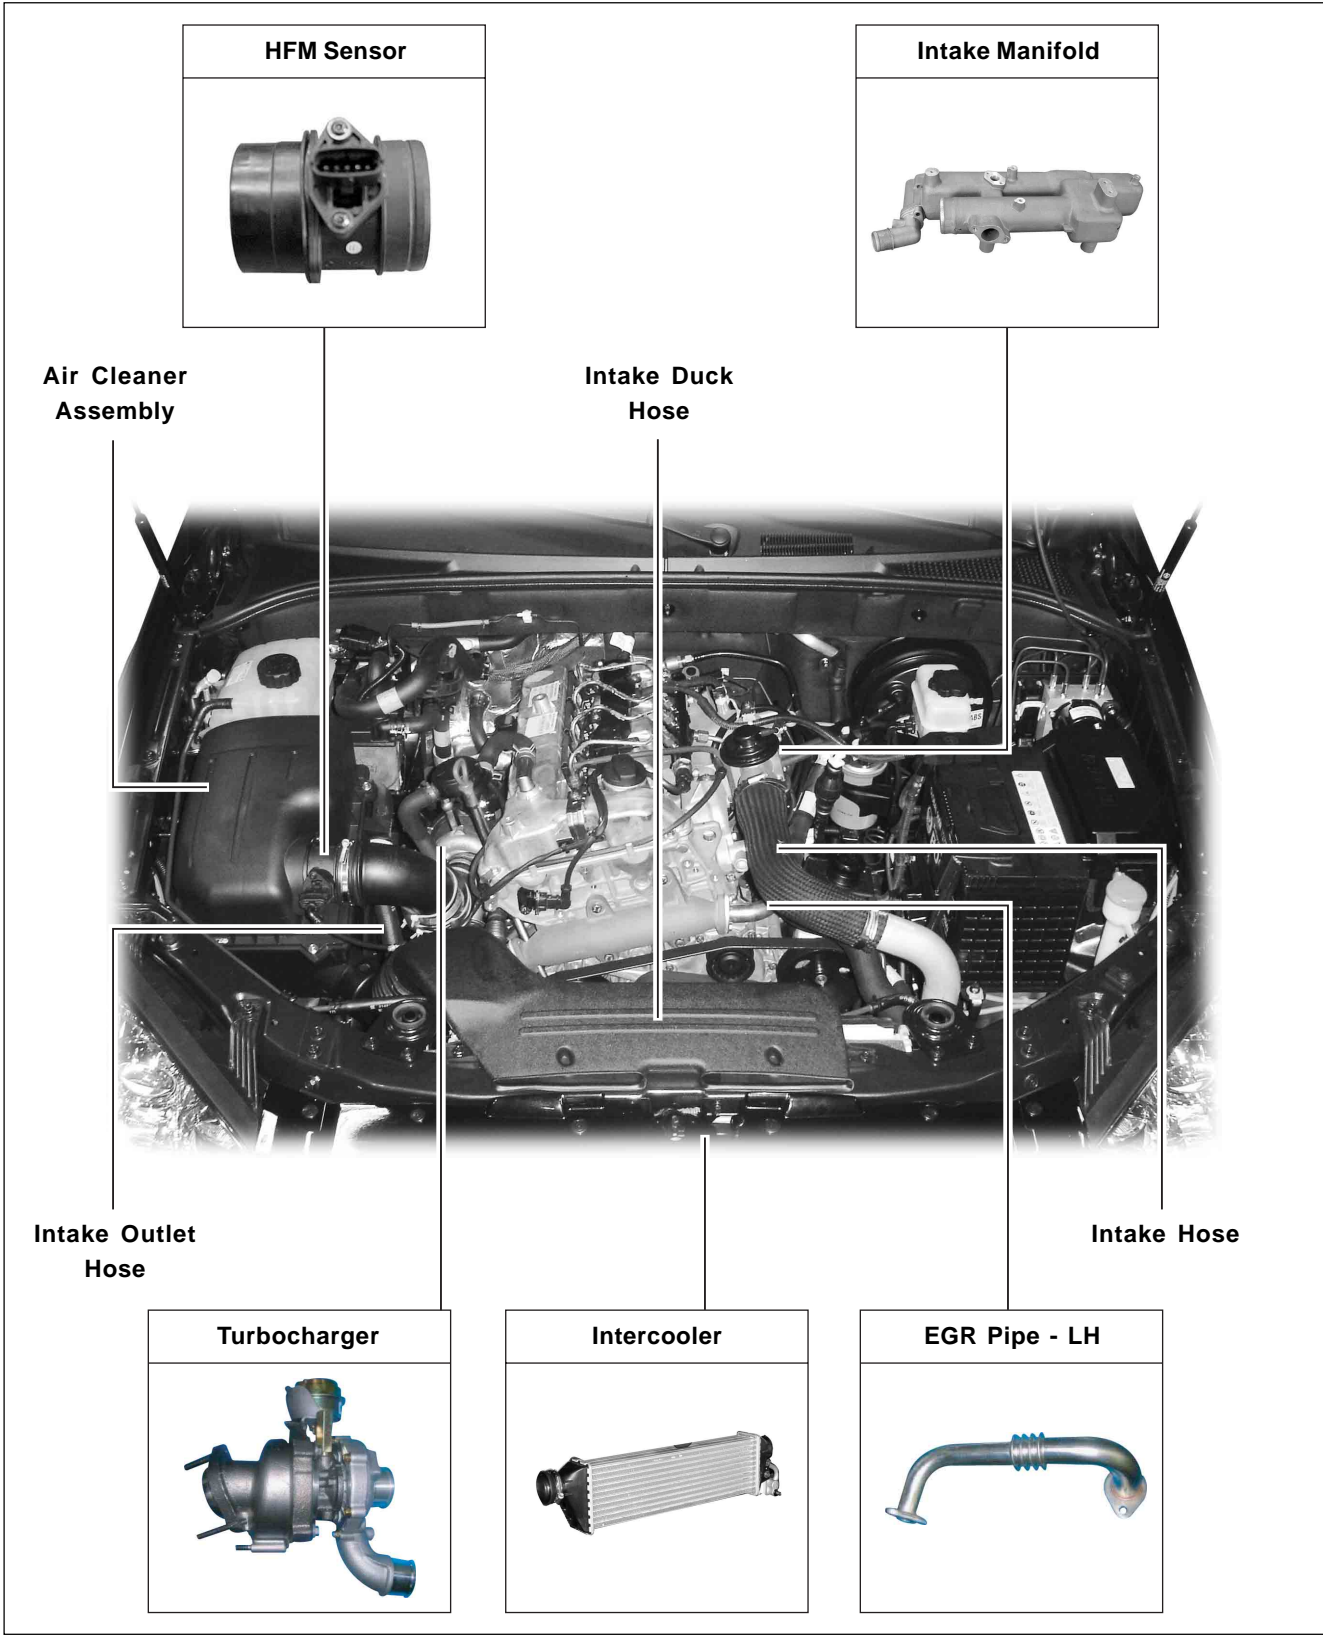 HFM Sensor
Intake Manifold
Air Cleaner
Assembly
Intake Duck
Hose
ABS
Intake Outlet
Hose
Intake Hose
Turbocharger
Intercooler
EGR Pipe - LH